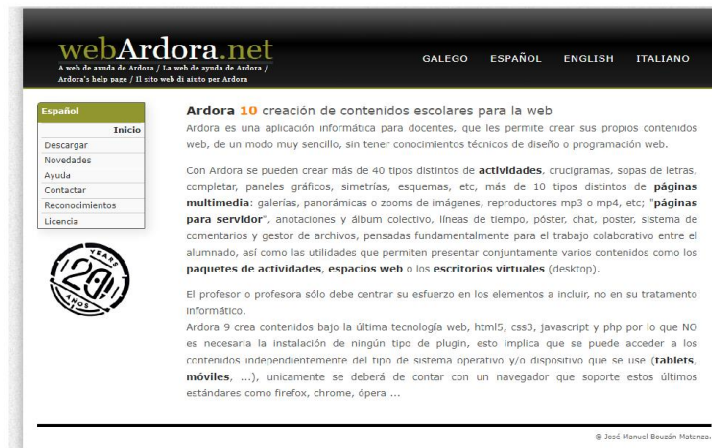 webArdora.net
A web de axuda de Ardora / La web de ayuda de Ardora /
Ardora's help page / Il sito web di aiuto per Ardora
GALEGO ESPAÑOL ENGLISH ITALIANO
Español
Inicio
Descargar
Novedades
Ayuda
Contactar
Reconocimientos
Licencia
YEARS
20
AÑOS
Ardora 10 creación de contenidos escolares para la web
Ardora es una aplicación informática para docentes, que les permite crear sus propios contenidos
web, de un modo muy sencillo, sin tener conocimientos técnicos de diseño o programación web.
Con Ardora se pueden crear más de 40 tipos distintos de actividades, crucigramas, sopas de letras,
completar, paneles gráficos, simetrías, esquemas, etc, más de 10 tipos distintos de páginas
multimedia: galerías, panorámicas o zooms de imágenes, reproductores mp3 o mp4, etc; "páginas
para servidor", anotaciones y álbum colectivo, líneas de tiempo, póster, chat, poster, sistema de
comentarios y gestor de archivos, pensadas fundamentalmente para el trabajo colaborativo entre el
alumnado, así como las utilidades que permiten presentar conjuntamente varios contenidos como los
paquetes de actividades, espacios web o los escritorios virtuales (desktop).
El profesor o profesora sólo debe centrar su esfuerzo en los elementos a incluir, no en su tratamiento
informático.
Ardora 9 crea contenidos bajo la última tecnología web, html5, css3, javascript y php por lo que NO
es necesaria la instalación de ningún tipo de plugin, esto implica que se puede acceder a los
contenidos independientemente del tipo de sistema operativo y/o dispositivo que se use (tablets,
móviles, ...), unicamente se deberá de contar con un navegador que soporte estos últimos
estándares como firefox, chrome, ópera ...
@ José Manuel Bouzán Matanza.